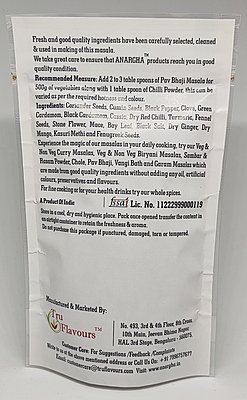 Fresh and good quality ingredients have been carefully selected, cleaned
& used in making of this masala.
We take great care to ensure that ANARGHA™ products reach you in good
quality condition.
Recommended Measure: Add 2 to 3 table spoons of Pav Bhaji Masala for
500g of vegetables along with 1 table spoon of Chilli Powder, this can be
varied as per the required hotness and colour.
Ingredients: Coriander Seeds, Cumin Seeds, Black Pepper, Clove, Green
Cardamom, Black Cardamom, Cassia, Dry Red Chilli, Turmeric, Fennel
Seeds, Stone Flower, Mace, Bay Leaf, Black Salt, Dry Ginger, Dry
Mango, Kasuri Methi and Fenugreek Seeds.
Experience the magic of our masalas in your daily cooking, try our Veg &
Non Veg Curry Masalas, Veg & Non Veg Biryani Masalas, Sambar &
Rasam Powder, Chole, Pav Bhaji, Vangi Bath and Garam Masalas which
are made from good quality ingredients without adding any oil, artificial
colours, preservatives and flavours.
For fine cooking or for your health drinks try our whole spices.
A Product Of India
fssai Lic. No. 11222999000119
Store in a cool, dry and hygienic place. Pack once opened transfer the content in
an airtight container to retain the freshness & aroma.
Do not purchase this package if punctured, damaged, torn or tampered.
Manufactured & Marketed By:
Tru
Flavours™
No. 493, 3rd & 4th Floor, 8th Cross,
10th Main, Jeevan Bhima Nagar,
HAL 3rd Stage, Bengaluru - 560075.
Customer Care: For Suggestions /Feedback /Complaints
Write to us at the above mentioned address or Call Us On:
Email: customercare@truflavours.com Visit: www.anargha.in